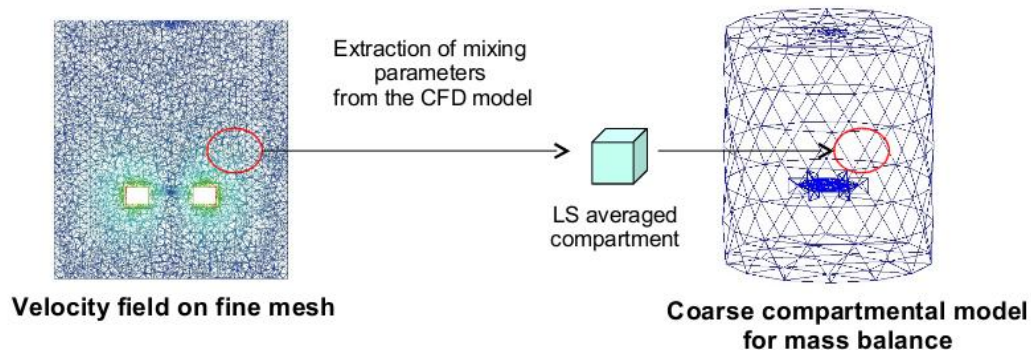 Extraction of mixing
parameters
from the CFD model
LS averaged
compartment
Velocity field on fine mesh
Coarse compartmental model
for mass balance